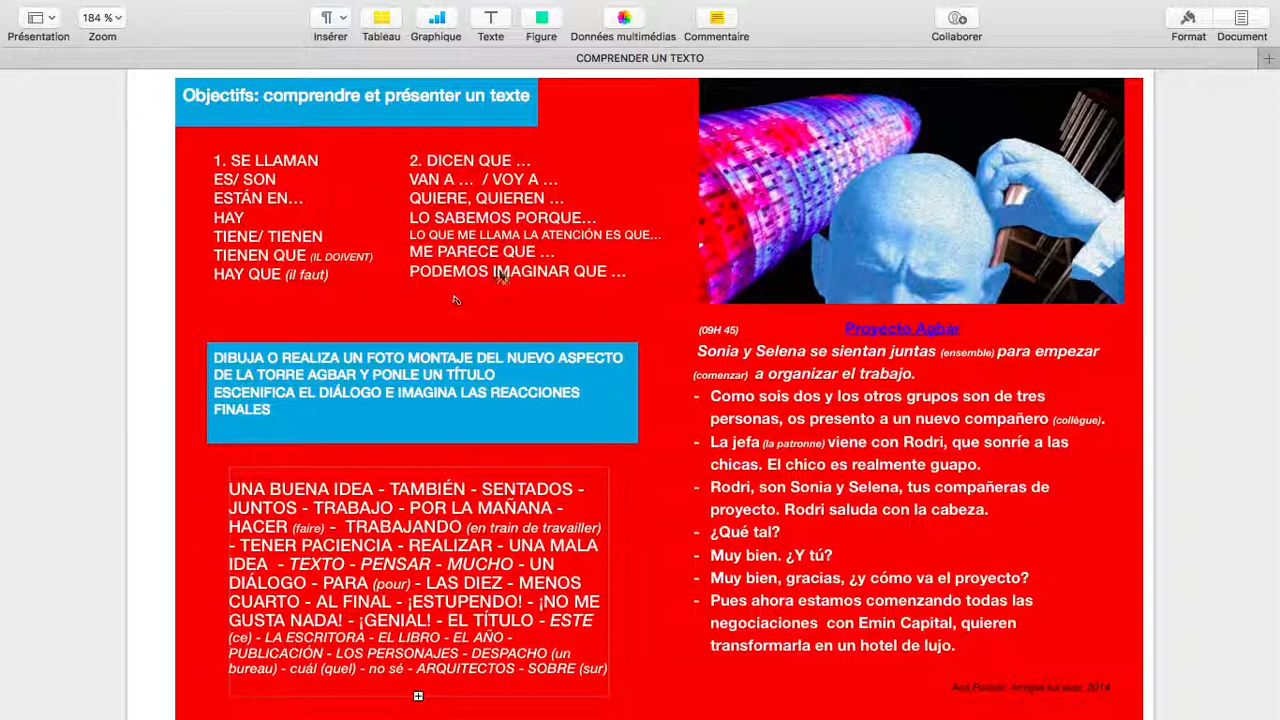 184 %
Présentation
Zoom
Insérer
Tableau
Graphique
Texte
Figure
Données multimédias
Commentaire
Collaborer
Format
Document
COMPRENDER UN TEXTO
Objectifs: comprendre et présenter un texte
1. SE LLAMAN
ES/ SON
ESTÁN EN…
HAY
TIENE/ TIENEN
TIENEN QUE (IL DOIVENT)
HAY QUE (il faut)
2. DICEN QUE …
VAN A … / VOY A …
QUIERE, QUIEREN …
LO SABEMOS PORQUE…
LO QUE ME LLAMA LA ATENCIÓN ES QUE…
ME PARECE QUE …
PODEMOS IMAGINAR QUE …
DIBUJA O REALIZA UN FOTO MONTAJE DEL NUEVO ASPECTO
DE LA TORRE AGBAR Y PONLE UN TÍTULO
ESCENIFICA EL DIÁLOGO E IMAGINA LAS REACCIONES
FINALES
UNA BUENA IDEA - TAMBIÉN - SENTADOS -
JUNTOS - TRABAJO - POR LA MAÑANA -
HACER (faire) - TRABAJANDO (en train de travailler)
- TENER PACIENCIA - REALIZAR - UNA MALA
IDEA - TEXTO - PENSAR - MUCHO - UN
DIÁLOGO - PARA (pour) - LAS DIEZ - MENOS
CUARTO - AL FINAL - ¡ESTUPENDO! - ¡NO ME
GUSTA NADA! - ¡GENIAL! - EL TÍTULO - ESTE
(ce) - LA ESCRITORA - EL LIBRO - EL AÑO -
PUBLICACIÓN - LOS PERSONAJES - DESPACHO (un
bureau) - cuál (quel) - no sé - ARQUITECTOS - SOBRE (sur)
(09H 45) Proyecto Agbar
Sonia y Selena se sientan juntas (ensemble) para empezar
(comenzar) a organizar el trabajo.
- Como sois dos y los otros grupos son de tres
personas, os presento a un nuevo compañero (collègue).
- La jefa (la patronne) viene con Rodri, que sonríe a las
chicas. El chico es realmente guapo.
- Rodri, son Sonia y Selena, tus compañeras de
proyecto. Rodri saluda con la cabeza.
- ¿Qué tal?
- Muy bien. ¿Y tú?
- Muy bien, gracias, ¿y cómo va el proyecto?
- Pues ahora estamos comenzando todas las
negociaciones con Emin Capital, quieren
transformarla en un hotel de lujo.
2014